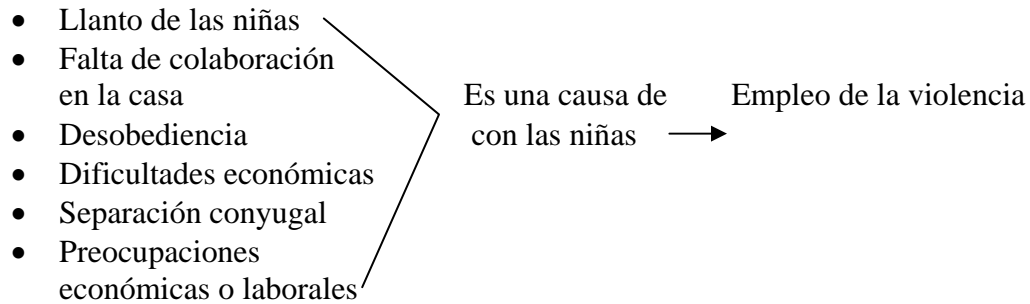 • Llanto de las niñas
• Falta de colaboración
en la casa
• Desobediencia
• Dificultades económicas
• Separación conyugal
• Preocupaciones
económicas o laborales
Es una causa de
con las niñas
Empleo de la violencia